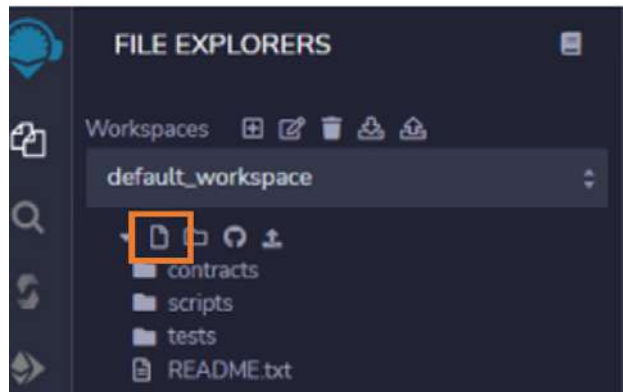 FILE EXPLORERS
Workspaces
default_workspace
contracts
scripts
tests
README.txt